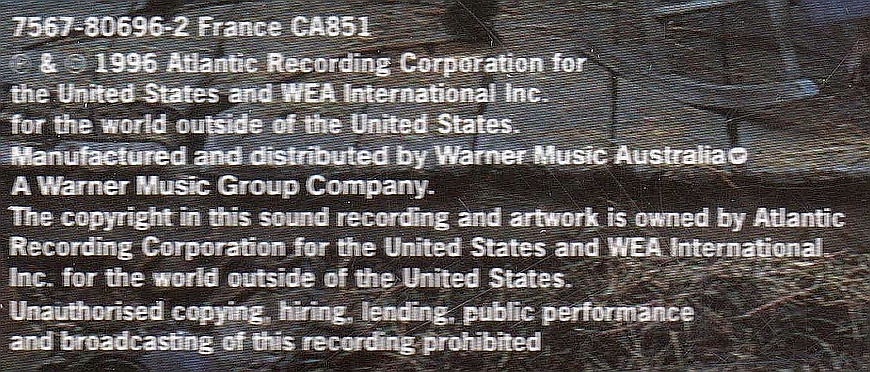 7567-80696-2 France CA851
℗ & © 1996 Atlantic Recording Corporation for
the United States and WEA International Inc.
for the world outside of the United States.
Manufactured and distributed by Warner Music Australia
A Warner Music Group Company.
The copyright in this sound recording and artwork is owned by Atlantic
Recording Corporation for the United States and WEA International
Inc. for the world outside of the United States.
Unauthorised copying, hiring, lending, public performance
and broadcasting of this recording prohibited